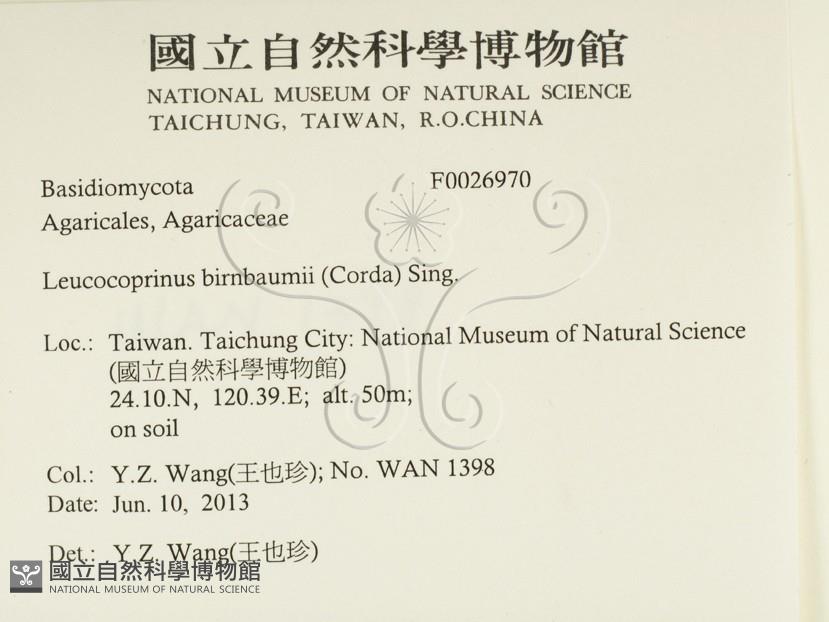 國立自然科學博物館
NATIONAL MUSEUM OF NATURAL SCIENCE
TAICHUNG, TAIWAN, R.O.CHINA
Basidiomycota F0026970
Agaricales, Agaricaceae
Leucocoprinus birnbaumii (Corda) Sing.
Loc.: Taiwan. Taichung City: National Museum of Natural Science
(國立自然科學博物館)
24.10.N, 120.39.E; alt. 50m;
on soil
Col.: Y.Z. Wang(王也珍); No. WAN 1398
Date: Jun. 10, 2013
Det.: Y.Z. Wang(王也珍)
國立自然科學博物館
NATIONAL MUSEUM OF NATURAL SCIENCE